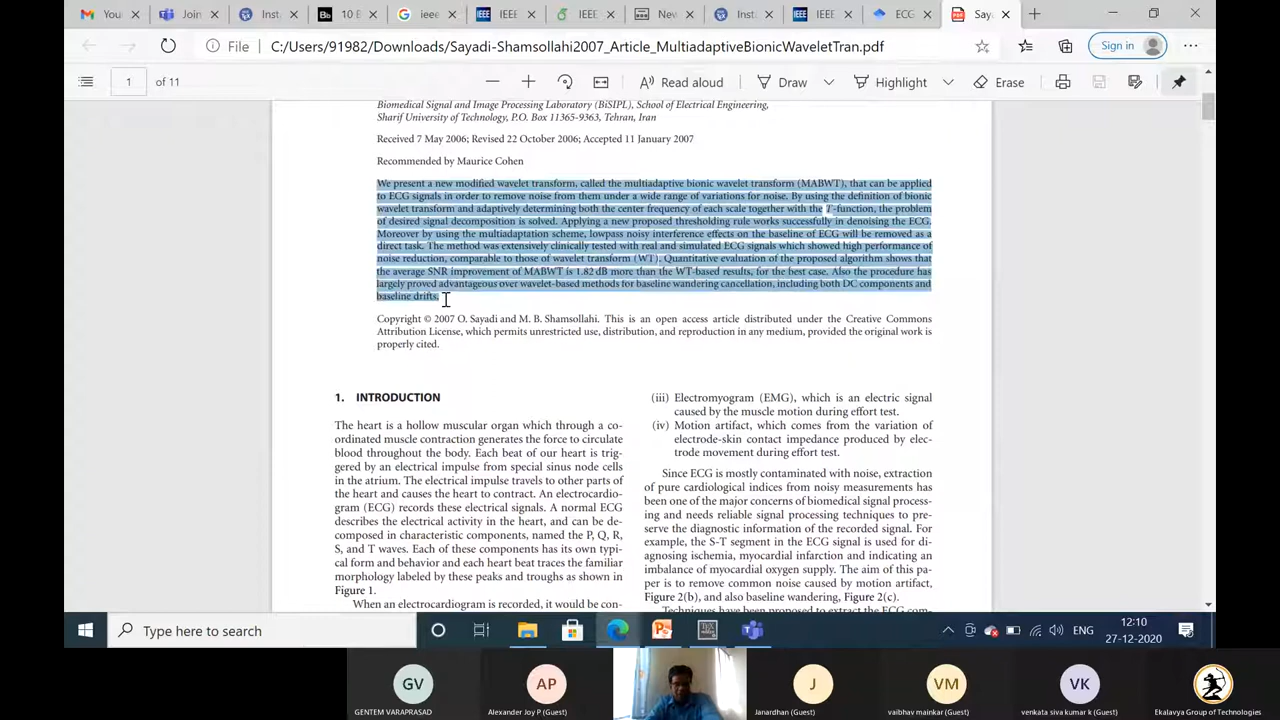 You
Join
Inst
10 E
ieee
IEEE
IEEE
New
Inst
IEEE
ECG
Say
File C:/Users/91982/Downloads/Sayadi-Shamsollahi2007_Article_MultiadaptiveBionicWaveletTran.pdf
Sign in
1 of 11
Read aloud
Draw
Highlight
Erase
Biomedical Signal and Image Processing Laboratory (BiSIPL), School of Electrical Engineering,
Sharif University of Technology, P.O. Box 11365-9363, Tehran, Iran
Received 7 May 2006; Revised 22 October 2006; Accepted 11 January 2007
Recommended by Maurice Cohen
We present a new modified wavelet transform, called the multiadaptive bionic wavelet transform (MABWT), that can be applied
to ECG signals in order to remove noise from them under a wide range of variations for noise. By using the definition of bionic
wavelet transform and adaptively determining both the center frequency of each scale together with the T-function, the problem
of desired signal decomposition is solved. Applying a new proposed thresholding rule works successfully in denoising the ECG.
Moreover by using the multiadaptation scheme, lowpass noisy interference effects on the baseline of ECG will be removed as a
direct task. The method was extensively clinically tested with real and simulated ECG signals which showed high performance of
noise reduction, comparable to those of wavelet transform (WT). Quantitative evaluation of the proposed algorithm shows that
the average SNR improvement of MABWT is 1.82 dB more than the WT-based results, for the best case. Also the procedure has
largely proved advantageous over wavelet-based methods for baseline wandering cancellation, including both DC components and
baseline drifts.
Copyright © 2007 O. Sayadi and M. B. Shamsollahi. This is an open access article distributed under the Creative Commons
Attribution License, which permits unrestricted use, distribution, and reproduction in any medium, provided the original work is
properly cited.
1. INTRODUCTION
The heart is a hollow muscular organ which through a co-
ordinated muscle contraction generates the force to circulate
blood throughout the body. Each beat of our heart is trig-
gered by an electrical impulse from special sinus node cells
in the atrium. The electrical impulse travels to other parts of
the heart and causes the heart to contract. An electrocardio-
gram (ECG) records these electrical signals. A normal ECG
describes the electrical activity in the heart, and can be de-
composed in characteristic components, named the P, Q, R,
S, and T waves. Each of these components has its own typi-
cal form and behavior and each heart beat traces the familiar
morphology labeled by these peaks and troughs as shown in
Figure 1.
When an electrocardiogram is recorded, it would be con-
(iii) Electromyogram (EMG), which is an electric signal
caused by the muscle motion during effort test.
(iv) Motion artifact, which comes from the variation of
electrode-skin contact impedance produced by elec-
trode movement during effort test.
Since ECG is mostly contaminated with noise, extraction
of pure cardiological indices from noisy measurements has
been one of the major concerns of biomedical signal process-
ing and needs reliable signal processing techniques to pre-
serve the diagnostic information of the recorded signal. For
example, the S-T segment in the ECG signal is used for di-
agnosing ischemia, myocardial infarction and indicating an
imbalance of myocardial oxygen supply. The aim of this pa-
per is to remove common noise caused by motion artifact,
Figure 2(b), and also baseline wandering, Figure 2(c).
Techniques have been proposed to extract the ECG com-
Type here to search
ENG
12:10
27-12-2020
GV
AP
J
VM
VK
GENTEM VARAPRASAD
Alexander Joy P (Guest)
Janardhan (Guest)
vaibhav mainkar (Guest)
venkata siva kumar k (Guest)
Ekalavya Group of Technologies